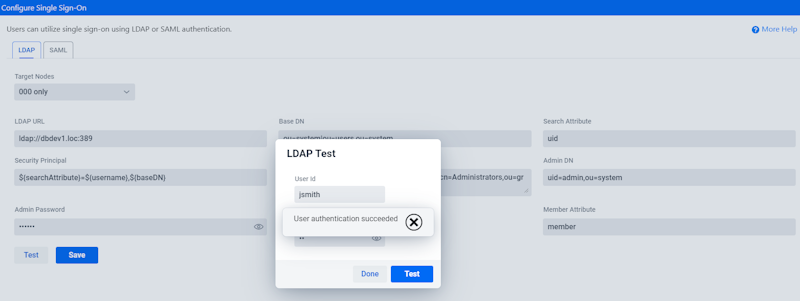 Configure Single Sign-On
Users can utilize single sign-on using LDAP or SAML authentication.
More Help
LDAP
SAML
Target Nodes
000 only
LDAP URL
Base DN
Search Attribute
ldap://dbdev1.loc:389
ou=system|ou=users,ou=system
uid
LDAP Test
Security Principal
Admin DN
User Id
${searchAttribute}=${username},${baseDN}
cn=Administrators,ou=gr
uid=admin,ou=system
jsmith
Admin Password
Member Attribute
User authentication succeeded
••••••
member
••
Test
Save
Done
Test